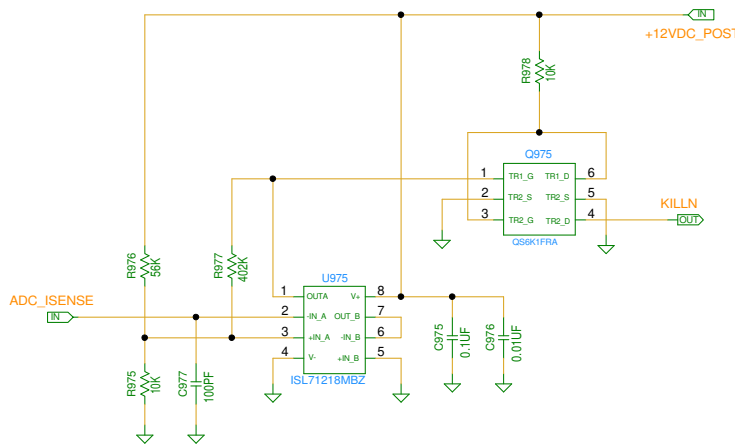 IN
+12VDC_POST
R978
10K
Q975
1 TR1_G TR1_D 6
2 TR2_S TR2_S 5
3 TR2_G TR2_D 4
QS6K1FRA
KILLN
OUT
R976
56K
R977
402K
U975
ADC_ISENSE
IN
1 OUTA V+ 8
2 -IN_A OUT_B 7
3 +IN_A -IN_B 6
4 V- +IN_B 5
ISL71218MBZ
C975
0.1UF
C976
0.01UF
R975
10K
C977
100PF